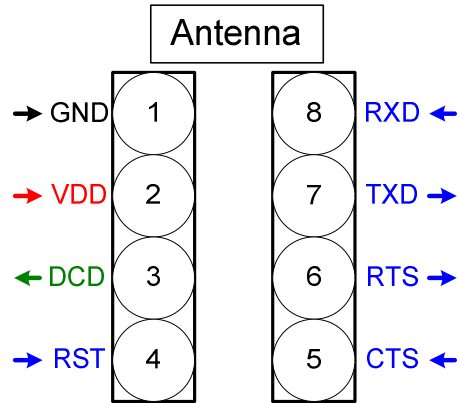 Antenna
GND 1 8 RXD
VDD 2 7 TXD
DCD 3 6 RTS
RST 4 5 CTS